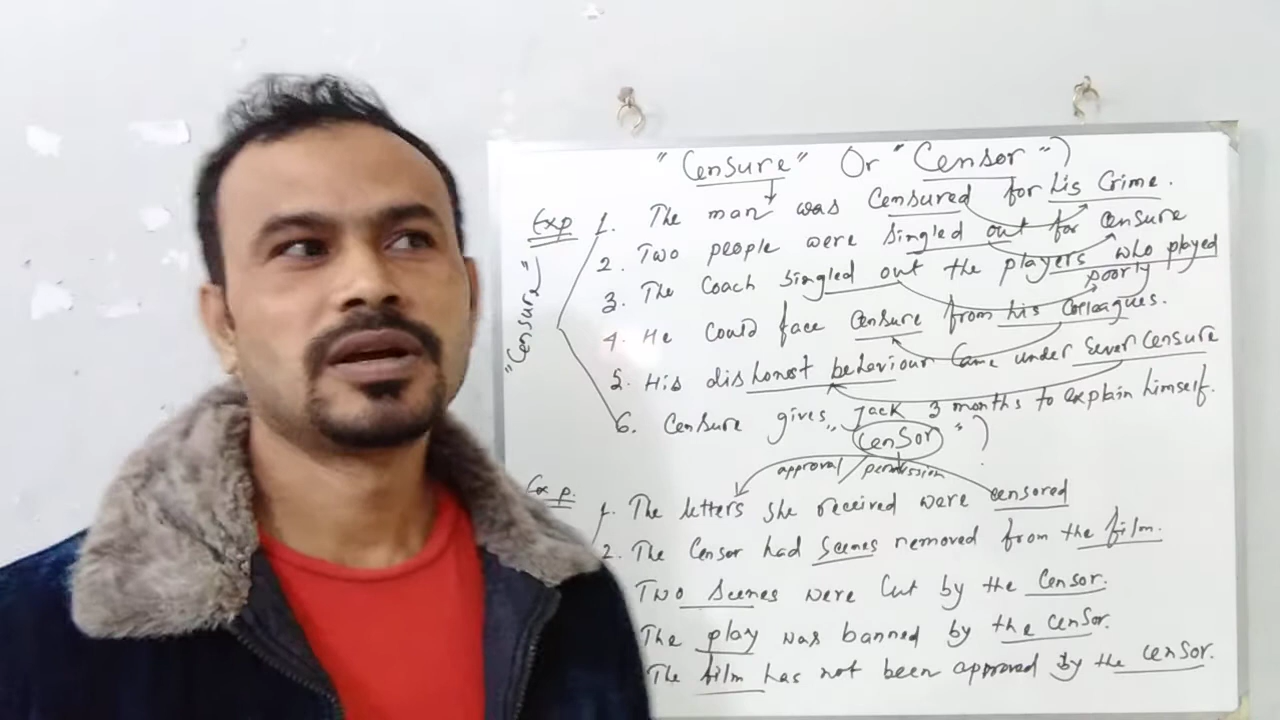 "Censure" Or "Censor")
Exp 1. The man was Censured for his Crime.
2. Two people were Singled out for censure
3. The Coach singled out the players who played poorly
"Censure"
4. He could face censure from his colleagues.
5. His dishonest behaviour Came under Sever Censure
6. Censure gives Jack 3 months to explain himself.
"Censor")
approval / permission
Exp. 1. The letters she received were censored
2. The Censor had Scenes removed from the film.
Two Scenes were Cut by the Censor.
The play was banned by the censor.
The film has not been approved by the censor.